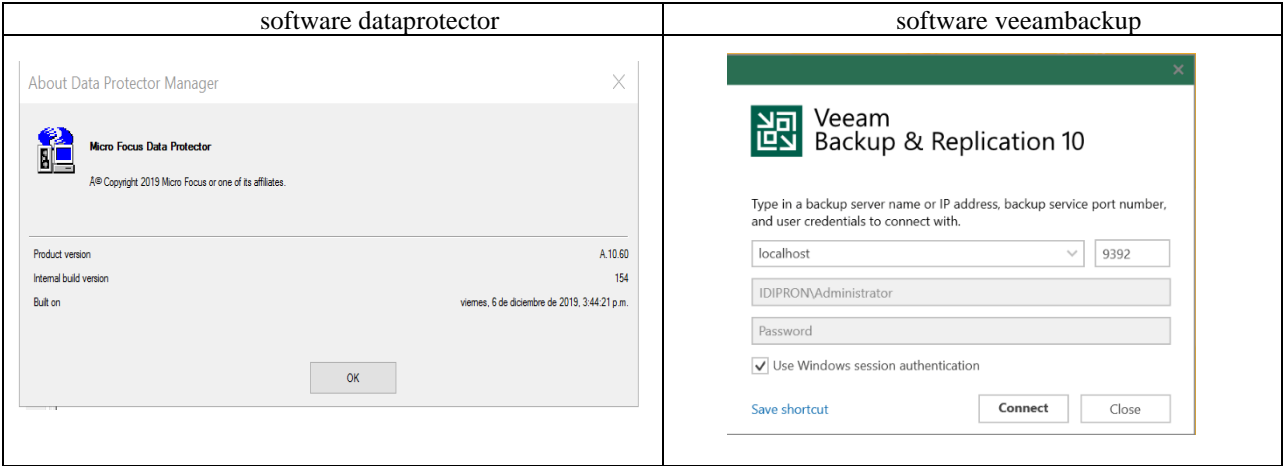 software dataprotector
software veeambackup
About Data Protector Manager
Micro Focus Data Protector
Â© Copyright 2019 Micro Focus or one of its affiliates.
Product version A.10.60
Internal build version 154
Built on viernes, 6 de diciembre de 2019, 3:44:21 p.m.
OK
Veeam
Backup & Replication 10
Type in a backup server name or IP address, backup service port number,
and user credentials to connect with.
localhost 9392
IDIPRON\Administrator
Password
Use Windows session authentication
Save shortcut Connect Close